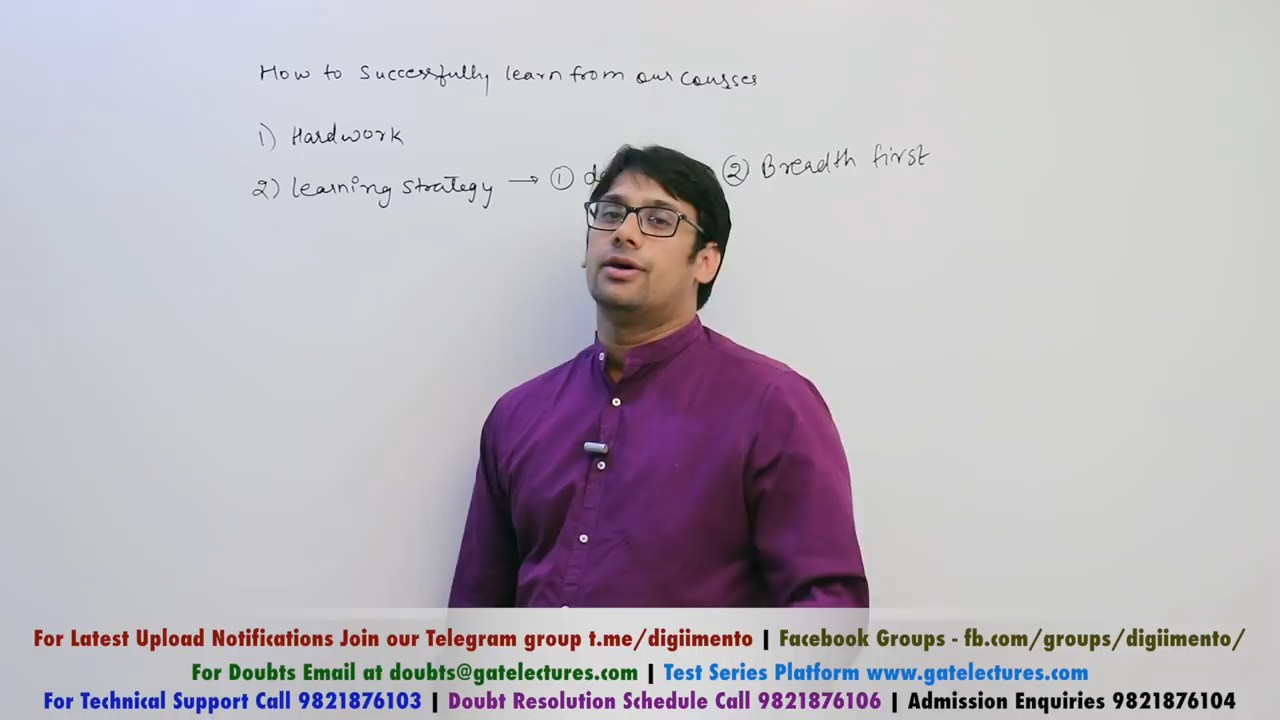 How to Successfully learn from our courses
1) Hardwork
2) learning strategy → ① ② Breadth first
For Latest Upload Notifications Join our Telegram group t.me/digiimento | Facebook Groups - fb.com/groups/digiimento/
For Doubts Email at doubts@gatelectures.com | Test Series Platform www.gatelectures.com
For Technical Support Call 9821876103 | Doubt Resolution Schedule Call 9821876106 | Admission Enquiries 9821876104